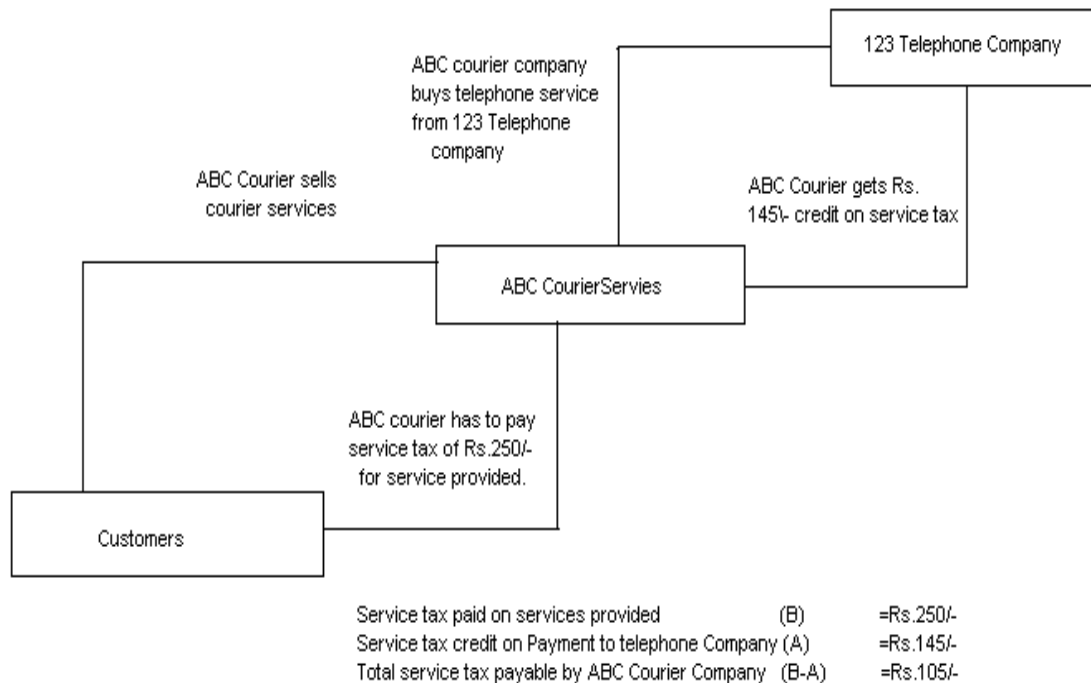 123 Telephone Company
ABC courier company
buys telephone service
from 123 Telephone
company
ABC Courier sells
courier services
ABC Courier gets Rs.
145\- credit on service tax
ABC CourierServies
ABC courier has to pay
service tax of Rs.250/-
for service provided.
Customers
Service tax paid on services provided (B) =Rs.250/-
Service tax credit on Payment to telephone Company (A) =Rs.145/-
Total service tax payable by ABC Courier Company (B-A) =Rs.105/-